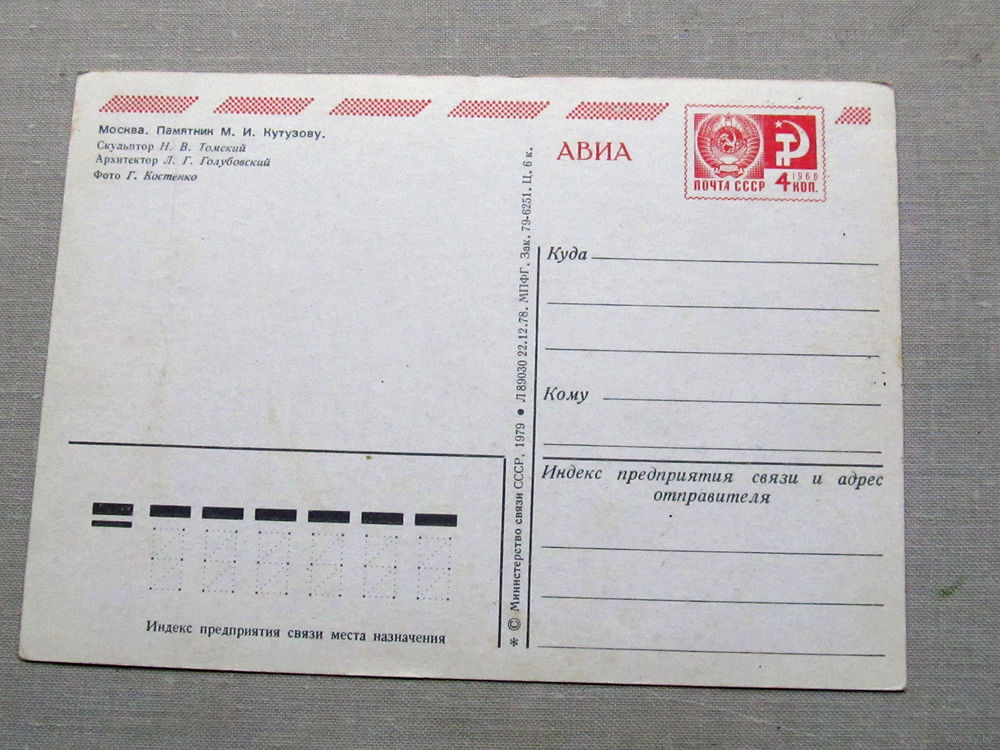 Москва. Памятник М. И. Кутузову.
Скульптор Н. В. Томский
Архитектор Л. Г. Голубовский
Фото Г. Костенко
АВИА
ПОЧТА СССР
1966
4 КОП.
Куда
Кому
Индекс предприятия связи и адрес
отправителя
* © Министерство связи СССР, 1979 ● Л 89030 22.12.78. МПФГ. Зак. 79-6251. Ц. 6 к.
Индекс предприятия связи места назначения